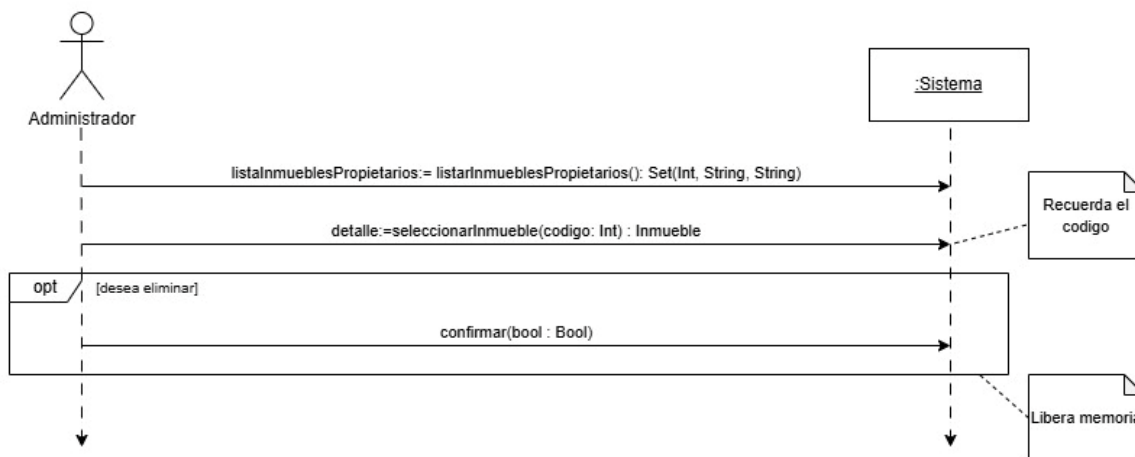 :Sistema
Administrador
listaInmueblesPropietarios:= listarInmueblesPropietarios(): Set(Int, String, String)
Recuerda el
codigo
detalle:=seleccionarInmueble(codigo: Int) : Inmueble
opt
[desea eliminar]
confirmar(bool : Bool)
Libera memoria